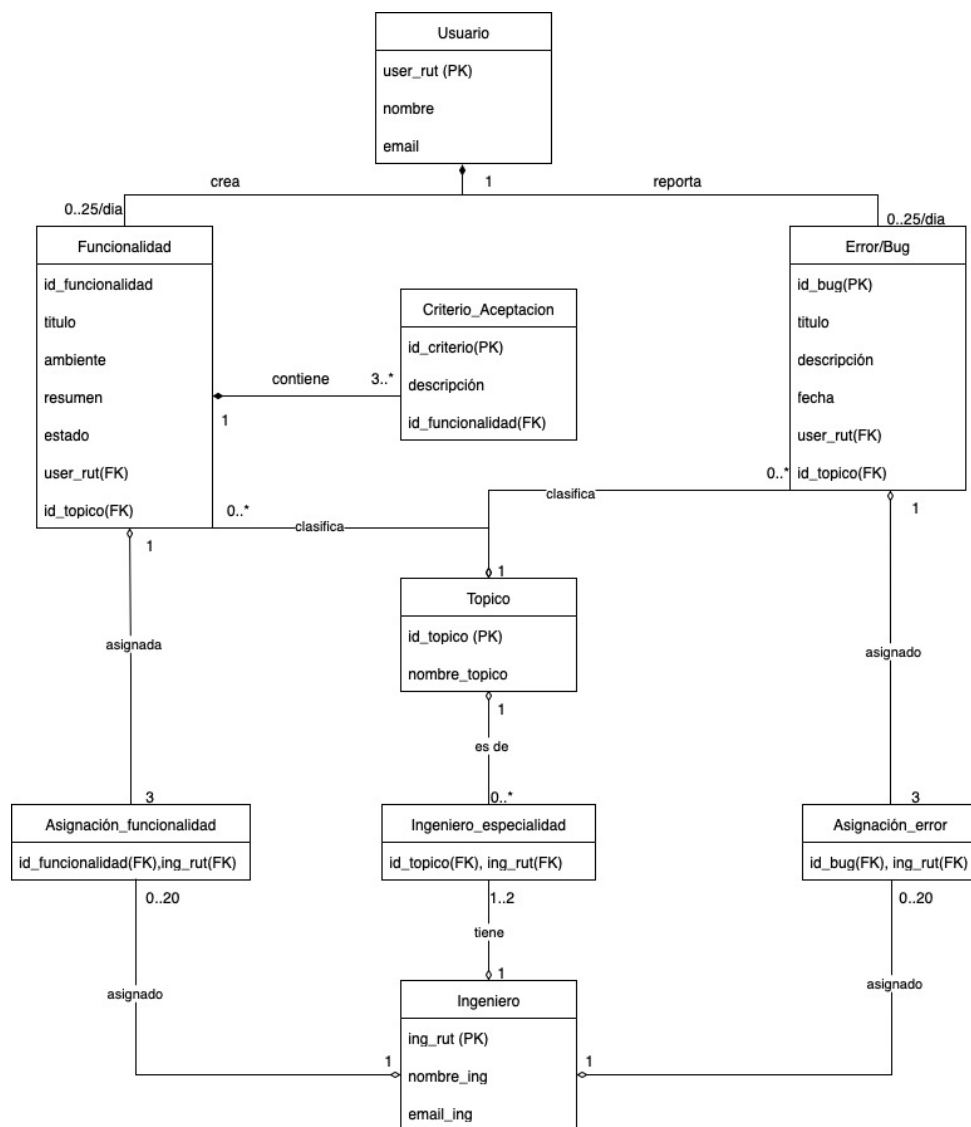 Usuario
user_rut (PK)
nombre
email
crea
1
reporta
0..25/dia
0..25/dia
Funcionalidad
id_funcionalidad
titulo
ambiente
resumen
estado
user_rut(FK)
id_topico(FK)
Criterio_Aceptacion
id_criterio(PK)
descripción
id_funcionalidad(FK)
contiene
3..*
1
Error/Bug
id_bug(PK)
titulo
descripción
fecha
user_rut(FK)
id_topico(FK)
0..*
clasifica
0..*
clasifica
1
1
1
Topico
id_topico (PK)
nombre_topico
asignada
asignado
1
es de
3
0..*
3
Asignación_funcionalidad
id_funcionalidad(FK),ing_rut(FK)
Ingeniero_especialidad
id_topico(FK), ing_rut(FK)
Asignación_error
id_bug(FK), ing_rut(FK)
0..20
1..2
0..20
tiene
asignado
1
asignado
Ingeniero
ing_rut (PK)
nombre_ing
email_ing
1
1